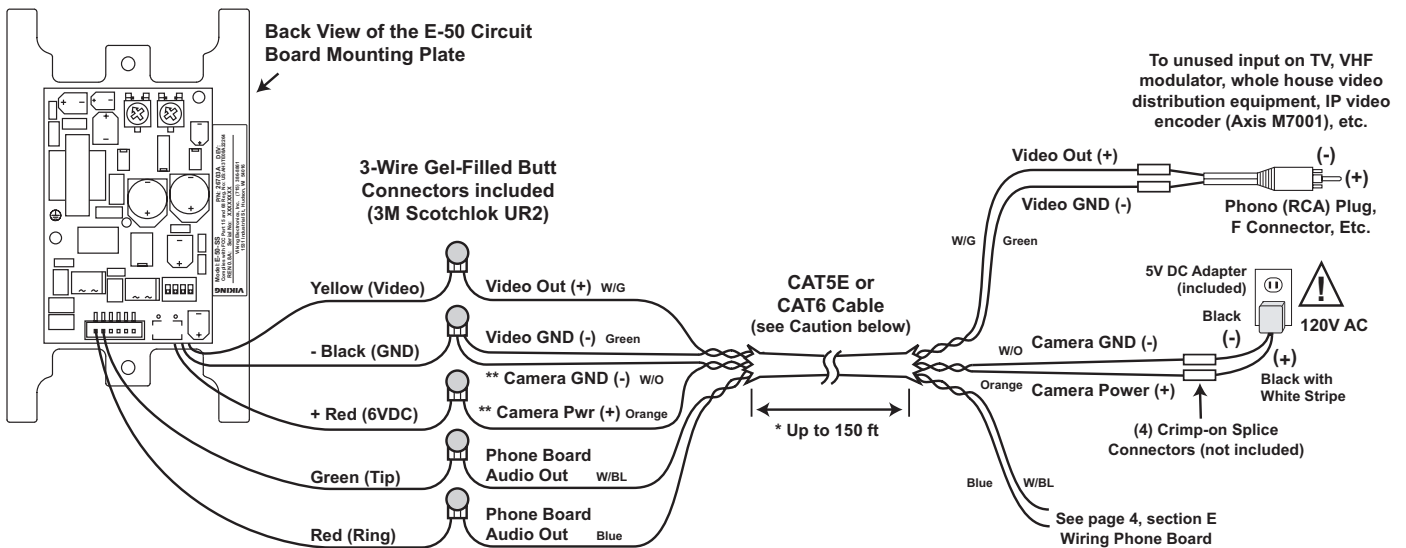 Back View of the E-50 Circuit
Board Mounting Plate
Model: E-50-SS
VIKING
3-Wire Gel-Filled Butt
Connectors included
(3M Scotchlok UR2)
Yellow (Video)
Video Out (+) W/G
- Black (GND)
Video GND (-) Green
** Camera GND (-) W/O
+ Red (6VDC)
** Camera Pwr (+) Orange
Green (Tip)
Phone Board
Audio Out W/BL
Red (Ring)
Phone Board
Audio Out Blue
CAT5E or
CAT6 Cable
(see Caution below)
* Up to 150 ft
To unused input on TV, VHF
modulator, whole house video
distribution equipment, IP video
encoder (Axis M7001), etc.
Video Out (+)
Video GND (-)
(-)
(+)
Phono (RCA) Plug,
F Connector, Etc.
W/G Green
5V DC Adapter
(included)
120V AC
Black
(-)
(+)
Black with
White Stripe
W/O Camera GND (-)
Orange Camera Power (+)
(4) Crimp-on Splice
Connectors (not included)
Blue W/BL
See page 4, section E
Wiring Phone Board